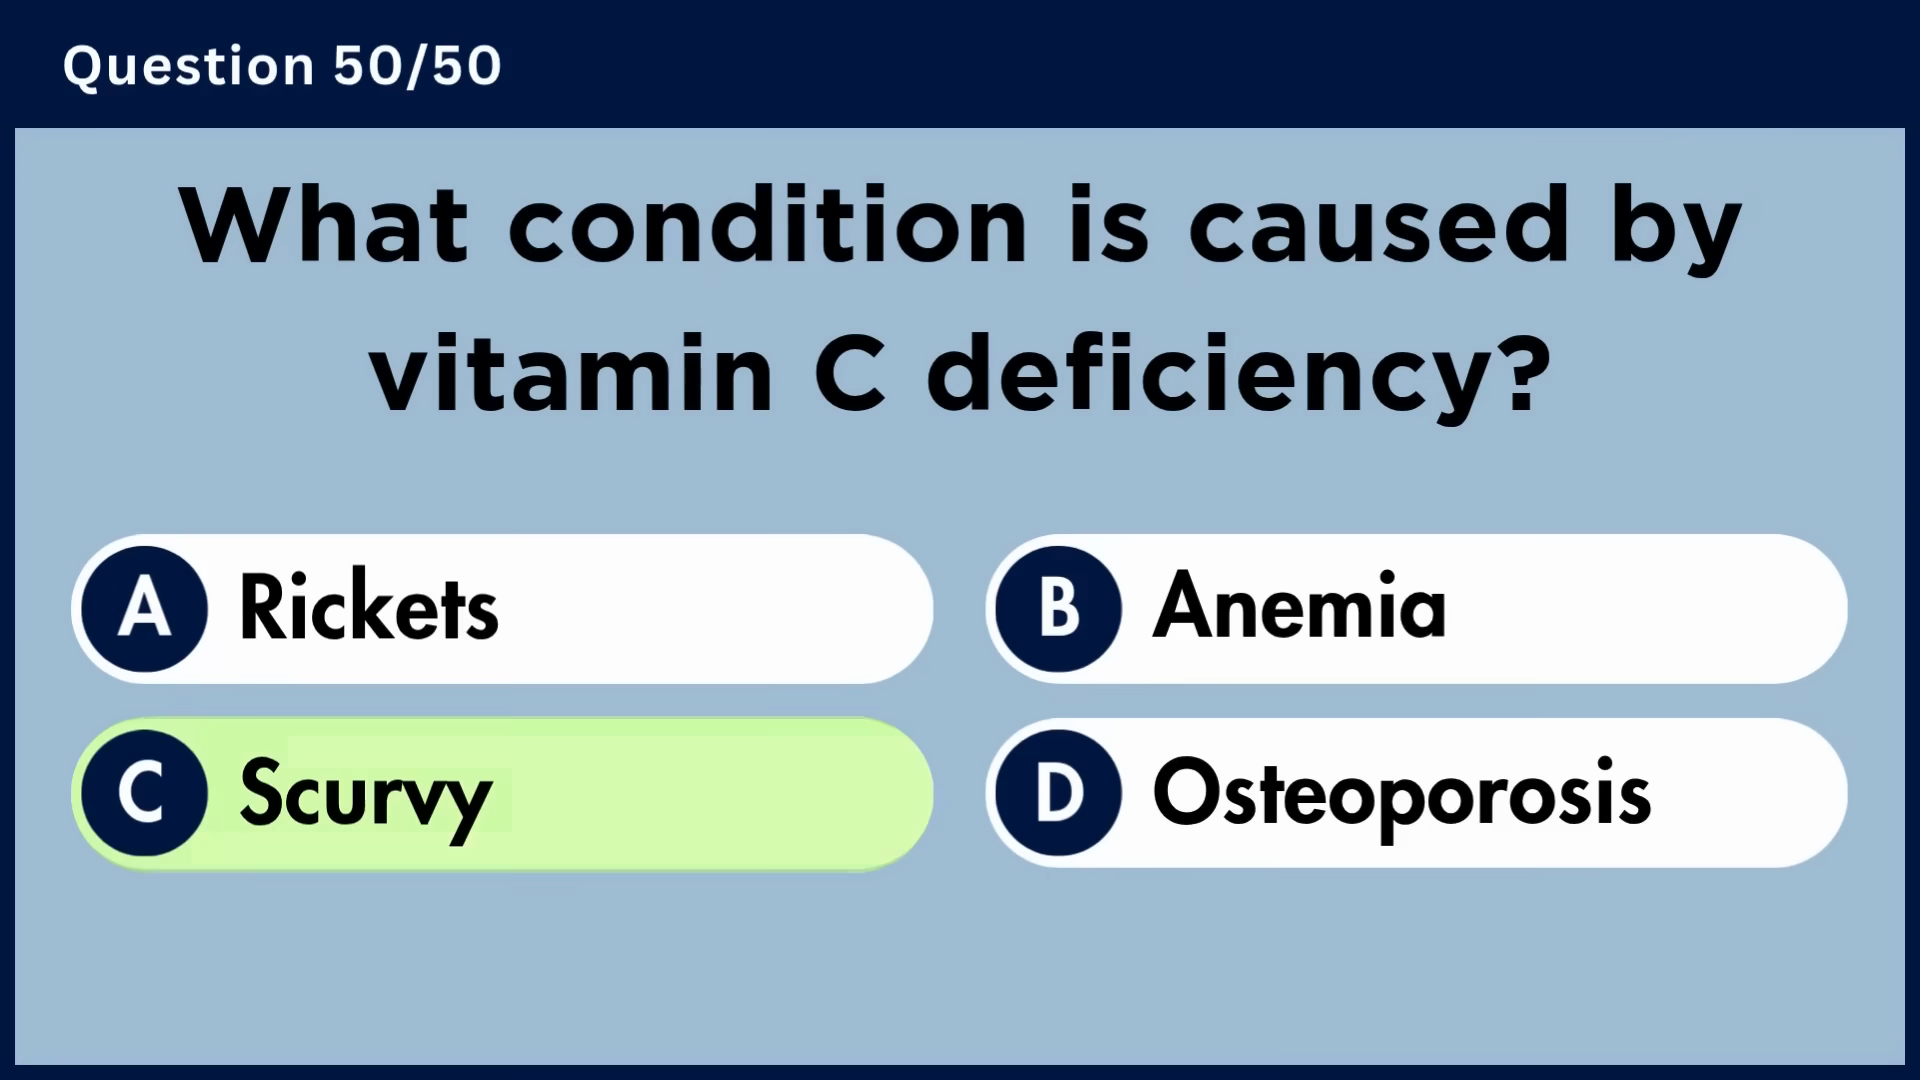 Question 50/50
What condition is caused by
vitamin C deficiency?
A Rickets
B Anemia
C Scurvy
D Osteoporosis